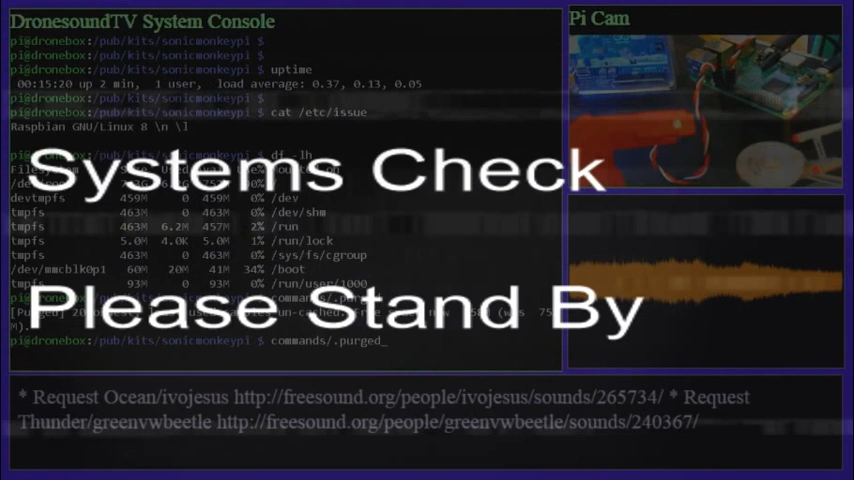 DronesoundTV System Console
Pi Cam
pi@dronebox:/pub/kits/sonicmonkeypi $
pi@dronebox:/pub/kits/sonicmonkeypi $
pi@dronebox:/pub/kits/sonicmonkeypi $ uptime
00:15:20 up 2 min, 1 user, load average: 0.37, 0.13, 0.05
pi@dronebox:/pub/kits/sonicmonkeypi $ cat /etc/issue
Raspbian GNU/Linux 8 \n \l
pi@dronebox:/pub/kits/sonicmonkeypi $ df -lh
Systems Check
devtmpfs 459M 0 459M 0% /dev
tmpfs 463M 0 463M 0% /dev/shm
tmpfs 463M 6.2M 457M 2% /run
tmpfs 5.0M 4.0K 5.0M 1% /run/lock
tmpfs 463M 0 463M 0% /sys/fs/cgroup
/dev/mmcblk0p1 60M 20M 41M 34% /boot
tmpfs 93M 0 93M 0% /run/user/1000
Please Stand By
pi@dronebox:/pub/kits/sonicmonkeypi $ commands/.purged_
* Request Ocean/ivojesus http://freesound.org/people/ivojesus/sounds/265734/ * Request
Thunder/greenvwbeetle http://freesound.org/people/greenvwbeetle/sounds/240367/